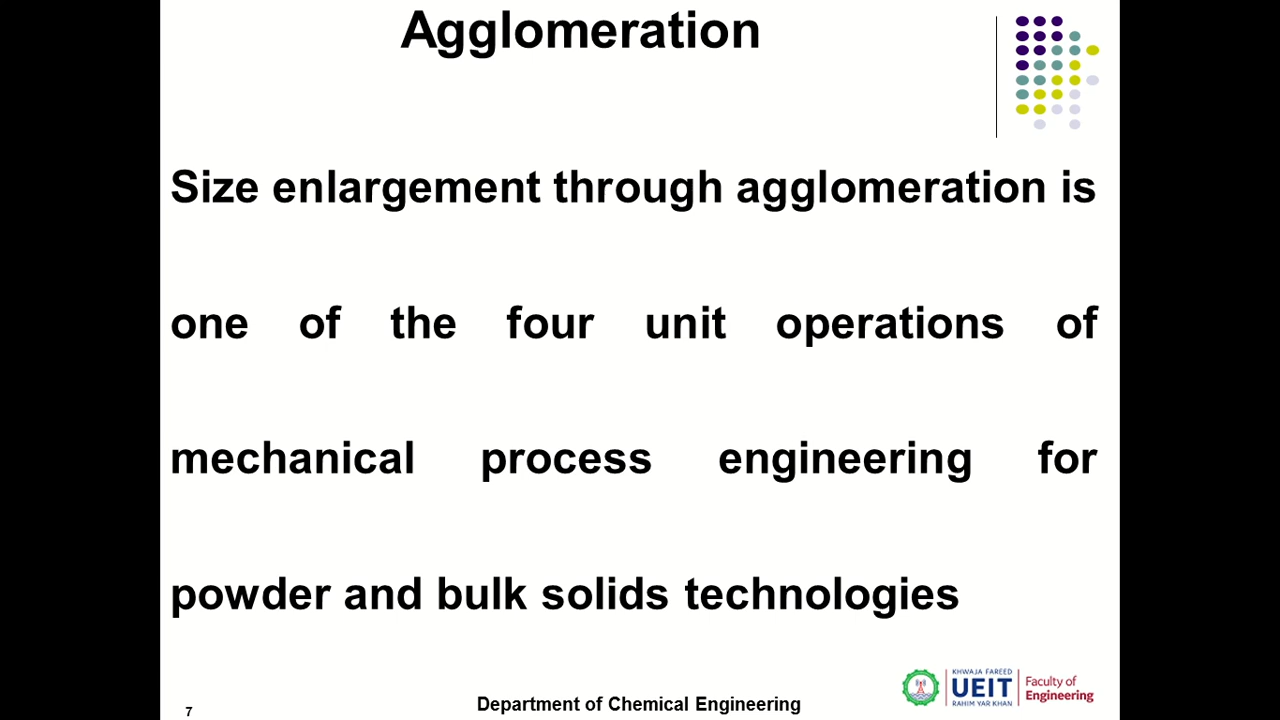 Agglomeration
Size enlargement through agglomeration is
one of the four unit operations of
mechanical process engineering for
powder and bulk solids technologies
7
Department of Chemical Engineering
KHWAJA FAREED
UEIT
RAHIM YAR KHAN
Faculty of
Engineering